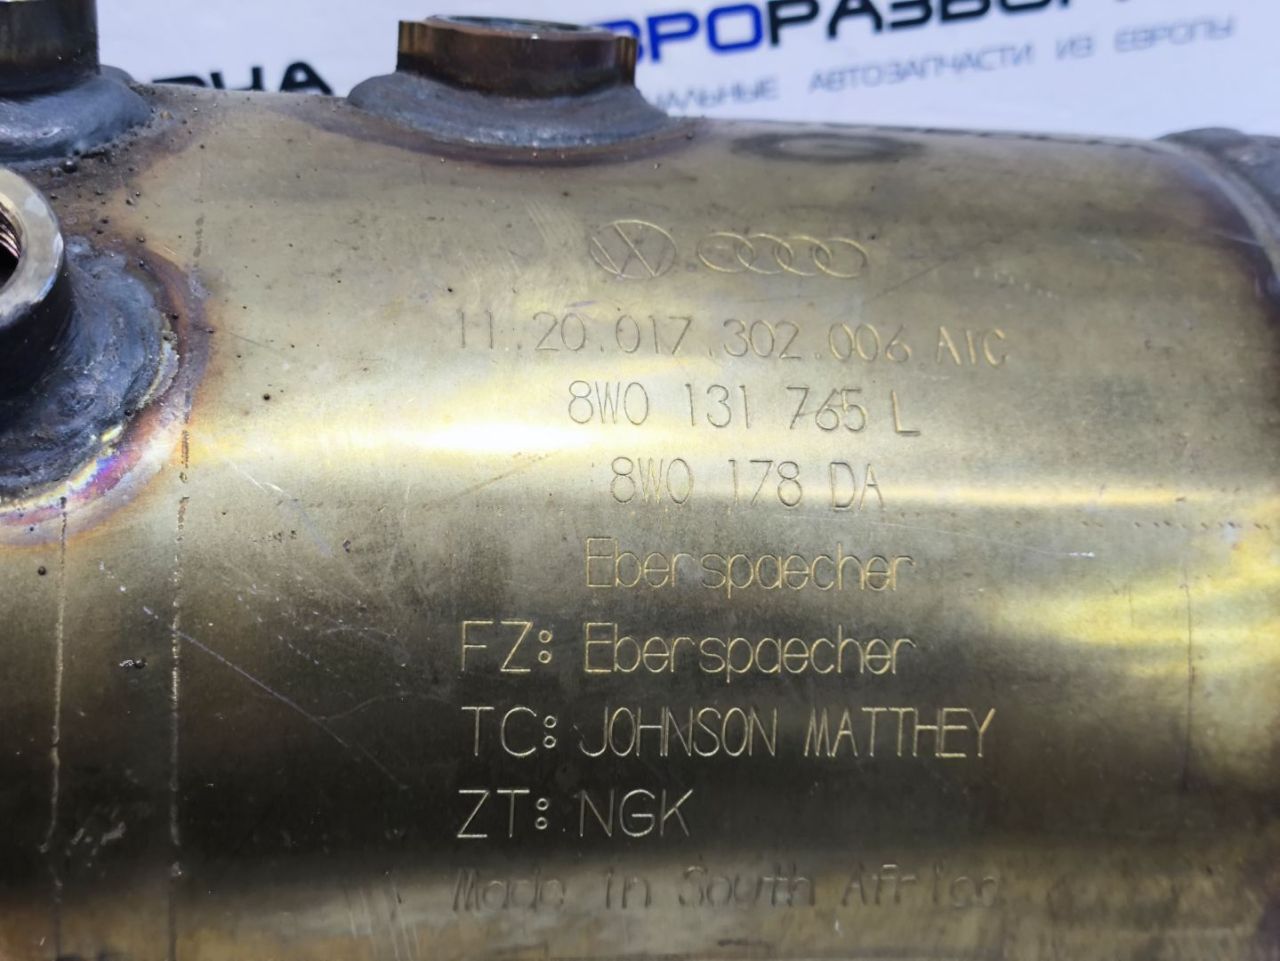 ЕВРОРАЗБОР
АВТОЗАПЧАСТИ ИЗ ЕВРОПЫ
11.20.017.302.006 AIC
8W0 131 765 L
8W0 178 DA
Eberspaecher
FZ: Eberspaecher
TC: JOHNSON MATTHEY
ZT: NGK
Made in South Africa